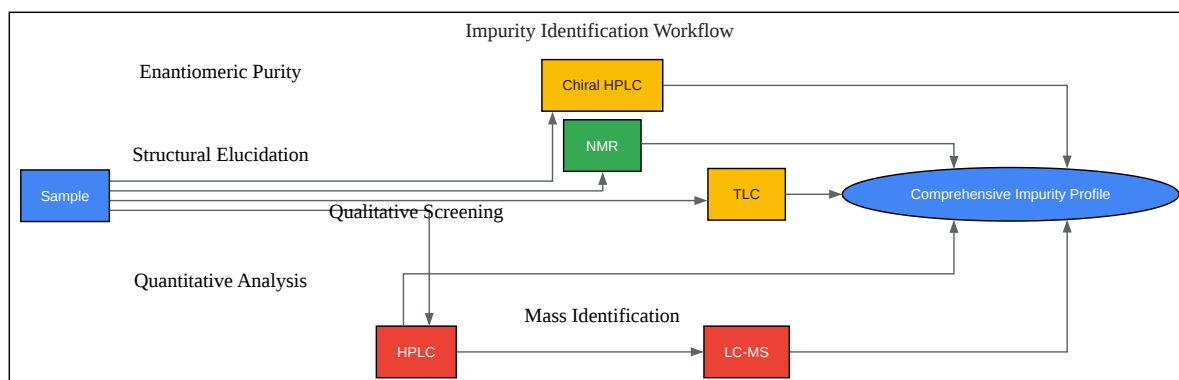 Impurity Identification Workflow
Enantiomeric Purity
Chiral HPLC
NMR
Structural Elucidation
Sample
TLC
Comprehensive Impurity Profile
Qualitative Screening
Quantitative Analysis
Mass Identification
HPLC
LC-MS